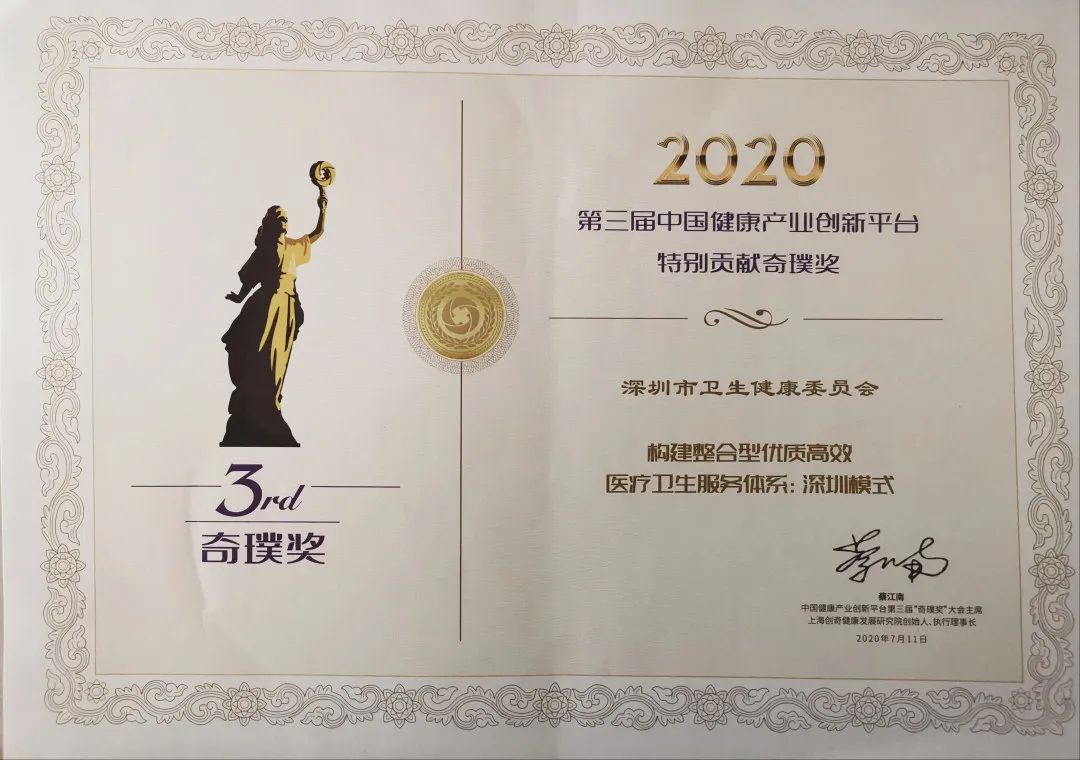 3rd
奇璞奖
2020
第三届中国健康产业创新平台
特别贡献奇璞奖
深圳市卫生健康委员会
构建整合型优质高效
医疗卫生服务体系:深圳模式
蔡江南
蔡江南
中国健康产业创新平台第三届“奇璞奖”大会主席
上海创奇健康发展研究院创始人、执行理事长
2020年7月11日